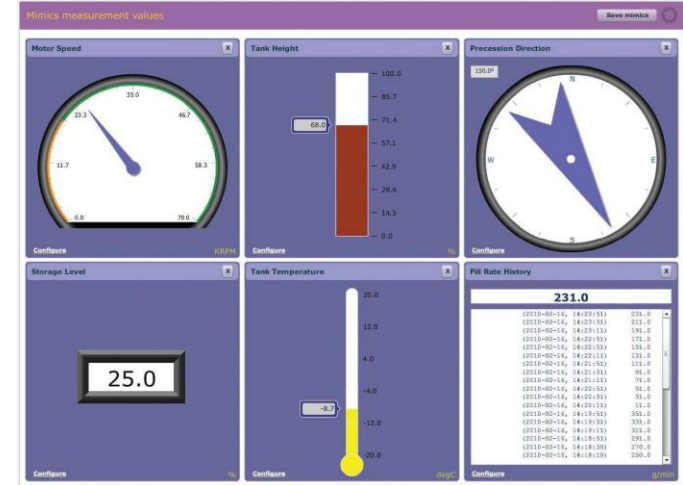 Mimics measurement values
Save mimics
Motor Speed
X
0.0
11.7
23.3
35.0
46.7
58.3
70.0
Configure
KRPM
Tank Height
X
68.0
100.0
85.7
71.4
57.1
42.9
28.6
14.3
0.0
Configure
%
Precession Direction
X
150.0º
N
W
E
S
Configure
Storage Level
X
25.0
Configure
%
Tank Temperature
X
-8.7
20.0
12.0
4.0
-4.0
-12.0
-20.0
Configure
degC
Fill Rate History
X
231.0
(2010-02-16, 14:23:51) 231.0
(2010-02-16, 14:23:31) 211.0
(2010-02-16, 14:23:11) 191.0
(2010-02-16, 14:22:51) 171.0
(2010-02-16, 14:22:31) 151.0
(2010-02-16, 14:22:11) 131.0
(2010-02-16, 14:21:51) 111.0
(2010-02-16, 14:21:31) 91.0
(2010-02-16, 14:21:11) 71.0
(2010-02-16, 14:20:51) 51.0
(2010-02-16, 14:20:31) 31.0
(2010-02-16, 14:20:11) 11.0
(2010-02-16, 14:19:51) 351.0
(2010-02-16, 14:19:31) 331.0
(2010-02-16, 14:19:11) 311.0
(2010-02-16, 14:18:51) 291.0
(2010-02-16, 14:18:30) 270.0
(2010-02-16, 14:18:10) 250.0
Configure
g/min